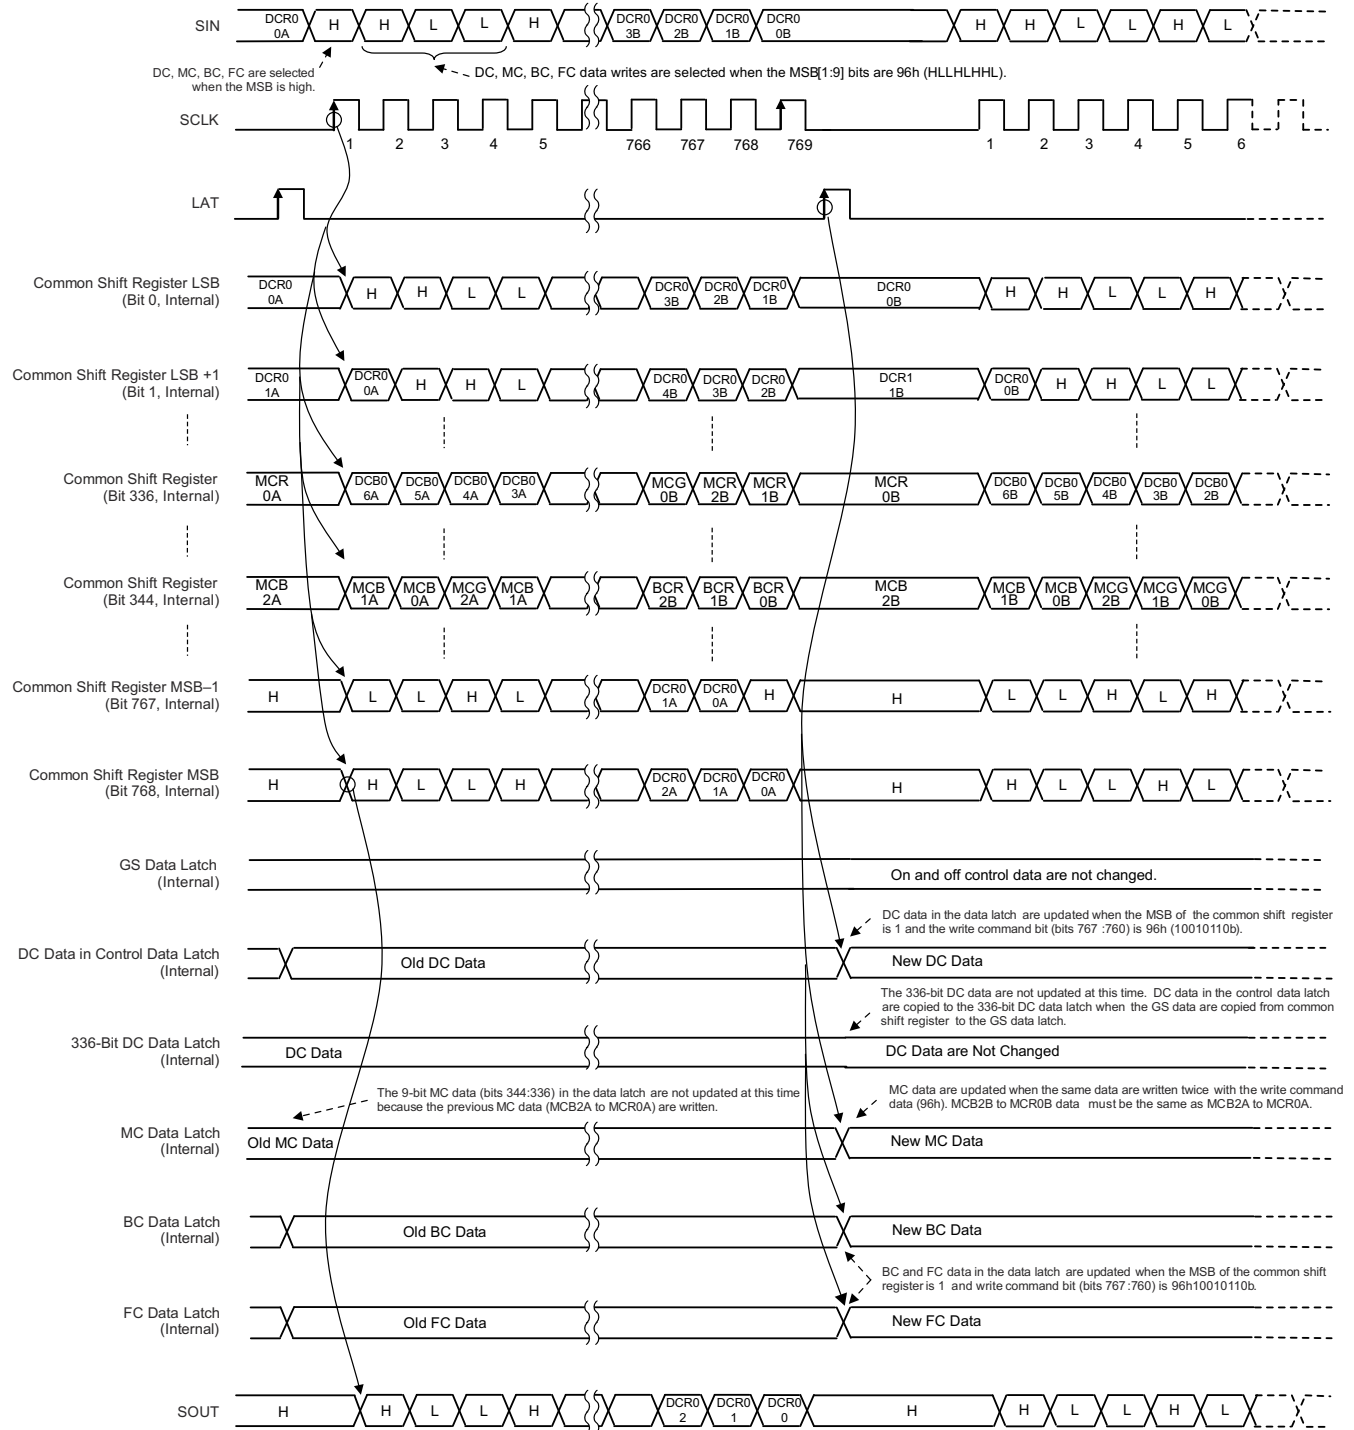 SIN
DCR0 0A
H
H
L
L
H
DCR0 3B
DCR0 2B
DCR0 1B
DCR0 0B
H
H
L
L
H
L
DC, MC, BC, FC are selected
when the MSB is high.
DC, MC, BC, FC data writes are selected when the MSB[1:9] bits are 96h (HLLHLHHL).
SCLK
1 2 3 4 5 766 767 768 769 1 2 3 4 5 6
LAT
Common Shift Register LSB
(Bit 0, Internal)
DCR0 0A
H
H
L
L
DCR0 3B
DCR0 2B
DCR0 1B
DCR0 0B
H
H
L
L
H
Common Shift Register LSB +1
(Bit 1, Internal)
DCR0 1A
DCR0 0A
H
H
L
DCR0 4B
DCR0 3B
DCR0 2B
DCR1 1B
DCR0 0B
H
H
L
L
Common Shift Register
(Bit 336, Internal)
MCR 0A
DCB0 6A
DCB0 5A
DCB0 4A
DCB0 3A
MCG 0B
MCR 2B
MCR 1B
MCR 0B
DCB0 6B
DCB0 5B
DCB0 4B
DCB0 3B
DCB0 2B
Common Shift Register
(Bit 344, Internal)
MCB 2A
MCB 1A
MCB 0A
MCG 2A
MCB 1A
BCR 2B
BCR 1B
BCR 0B
MCB 2B
MCB 1B
MCB 0B
MCG 2B
MCG 1B
MCG 0B
Common Shift Register MSB–1
(Bit 767, Internal)
H
L
L
H
L
DCR0 1A
DCR0 0A
H
H
L
L
H
L
H
Common Shift Register MSB
(Bit 768, Internal)
H
H
L
L
H
DCR0 2A
DCR0 1A
DCR0 0A
H
H
L
L
H
L
GS Data Latch
(Internal)
On and off control data are not changed.
DC data in the data latch are updated when the MSB of the common shift register
is 1 and the write command bit (bits 767 :760) is 96h (10010110b).
DC Data in Control Data Latch
(Internal)
Old DC Data
New DC Data
The 336-bit DC data are not updated at this time. DC data in the control data latch
are copied to the 336-bit DC data latch when the GS data are copied from common
shift register to the GS data latch.
336-Bit DC Data Latch
(Internal)
DC Data
DC Data are Not Changed
The 9-bit MC data (bits 344:336) in the data latch are not updated at this time
because the previous MC data (MCB2A to MCR0A) are written.
MC data are updated when the same data are written twice with the write command
data (96h). MCB2B to MCR0B data must be the same as MCB2A to MCR0A.
MC Data Latch
(Internal)
Old MC Data
New MC Data
BC Data Latch
(Internal)
Old BC Data
New BC Data
BC and FC data in the data latch are updated when the MSB of the common shift
register is 1 and write command bit (bits 767 :760) is 96h10010110b.
FC Data Latch
(Internal)
Old FC Data
New FC Data
SOUT
H
H
L
L
H
DCR0 2
DCR0 1
DCR0 0
H
H
L
L
H
L